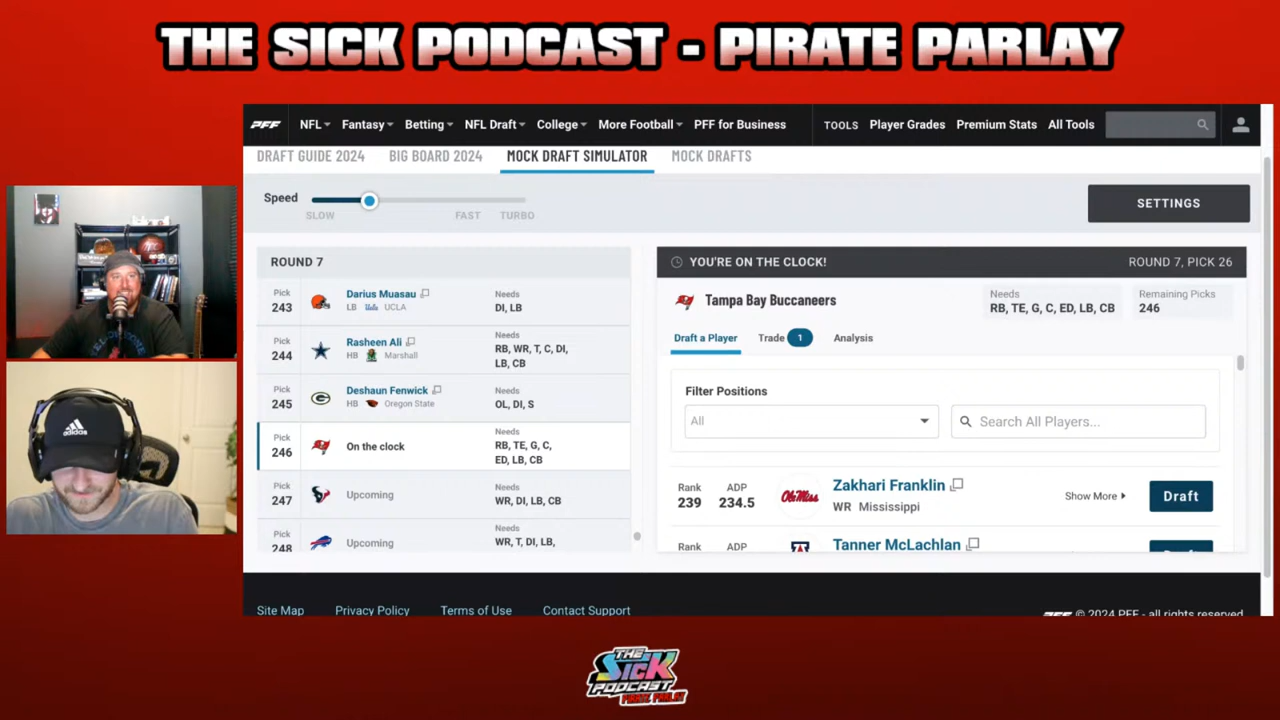 THE SICK PODCAST - PIRATE PARLAY
PFF NFL Fantasy Betting NFL Draft College More Football PFF for Business TOOLS Player Grades Premium Stats All Tools
DRAFT GUIDE 2024 BIG BOARD 2024 MOCK DRAFT SIMULATOR MOCK DRAFTS
Speed
SLOW FAST TURBO
SETTINGS
ROUND 7
Pick 243
Darius Muasau
LB Ucla UCLA
Needs
DI, LB
Pick 244
Rasheen Ali
HB Marshall
Needs
RB, WR, T, C, DI,
LB, CB
Pick 245
Deshaun Fenwick
HB Oregon State
Needs
OL, DI, S
Pick 246
On the clock
Needs
RB, TE, G, C,
ED, LB, CB
Pick 247
Upcoming
Needs
WR, DI, LB, CB
Pick 248
Upcoming
Needs
WR, T, DI, LB,
YOU'RE ON THE CLOCK! ROUND 7, PICK 26
Tampa Bay Buccaneers
Needs
RB, TE, G, C, ED, LB, CB
Remaining Picks
246
Draft a Player Trade 1 Analysis
Filter Positions
All
Search All Players...
Rank
239
ADP
234.5
Ole Miss
Zakhari Franklin
WR Mississippi
Show More
Draft
Rank ADP
Tanner McLachlan
Site Map Privacy Policy Terms of Use Contact Support
PFF © 2024 PFF - all rights reserved
adidas
THE
SICK
PODCAST
PIRATE PARLAY